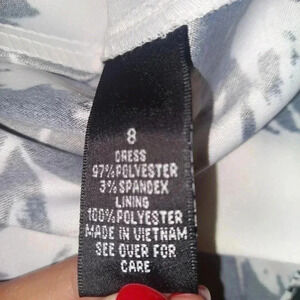 8
DRESS
97% POLYESTER
3% SPANDEX
LINING
100% POLYESTER
MADE IN VIETNAM
SEE OVER FOR
CARE